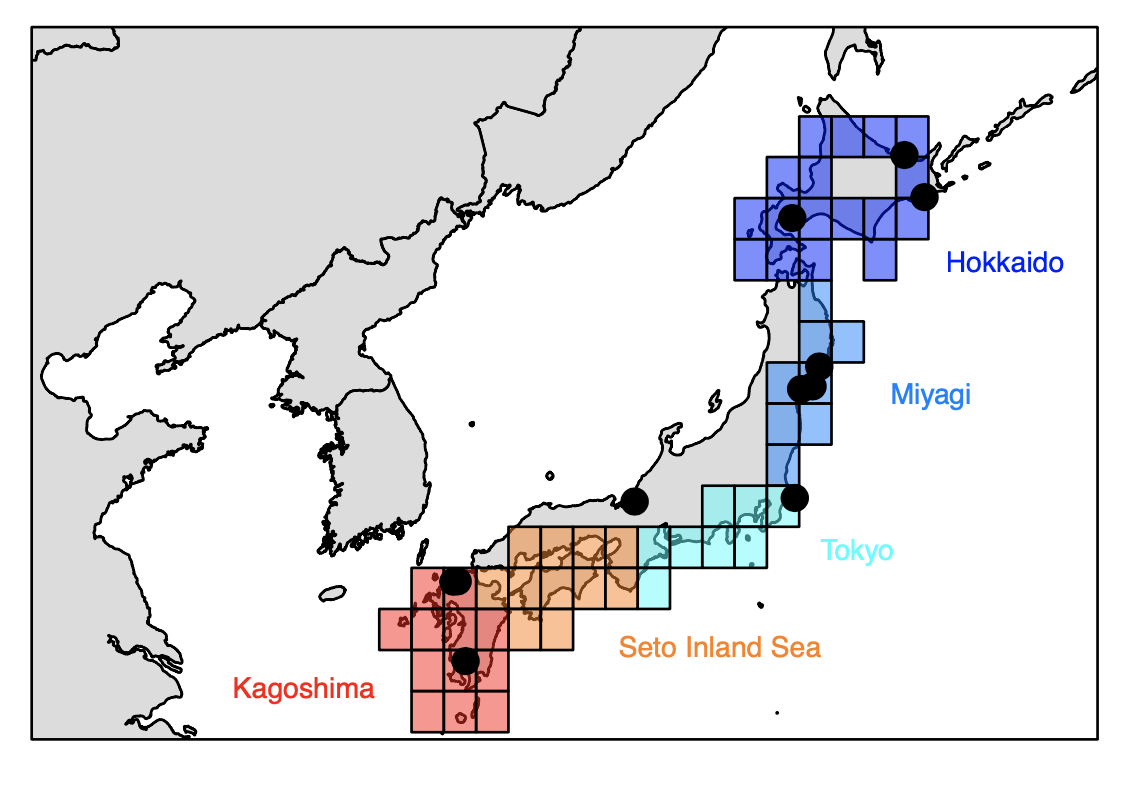 Hokkaido
Miyagi
Tokyo
Seto Inland Sea
Kagoshima